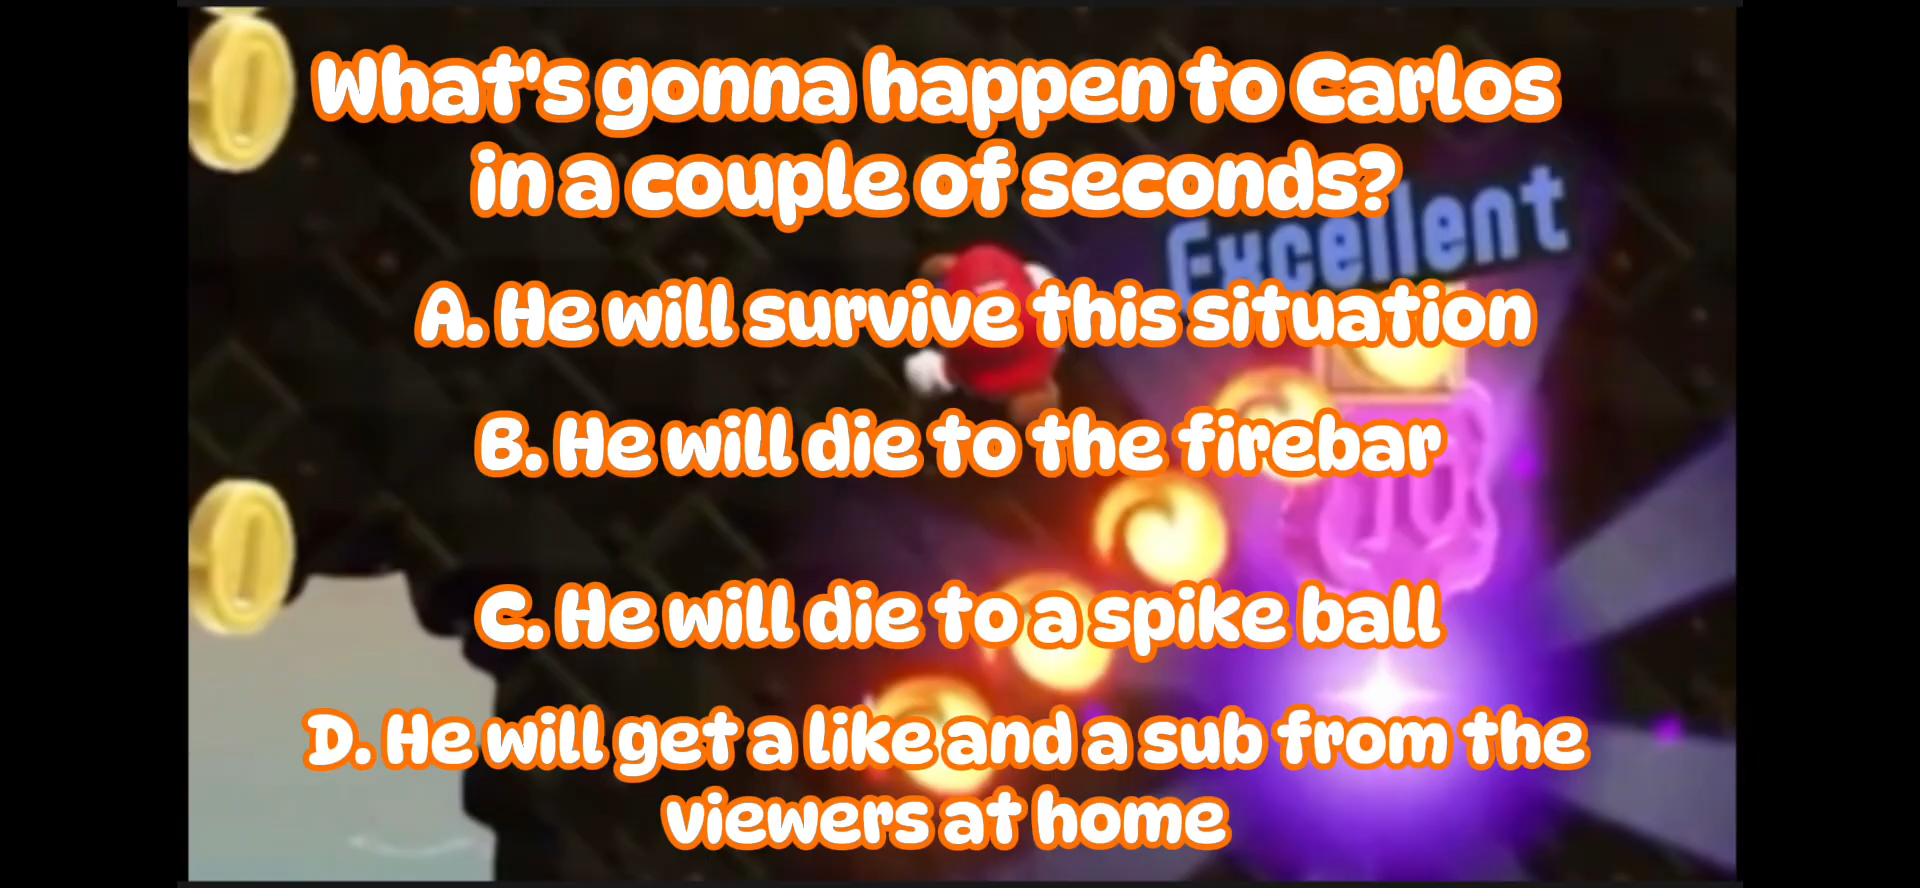 What's gonna happen to Carlos
in a couple of seconds?
Excellent
A. He will survive this situation
B. He will die to the firebar
10
C. He will die to a spike ball
D. He will get a like and a sub from the
viewers at home